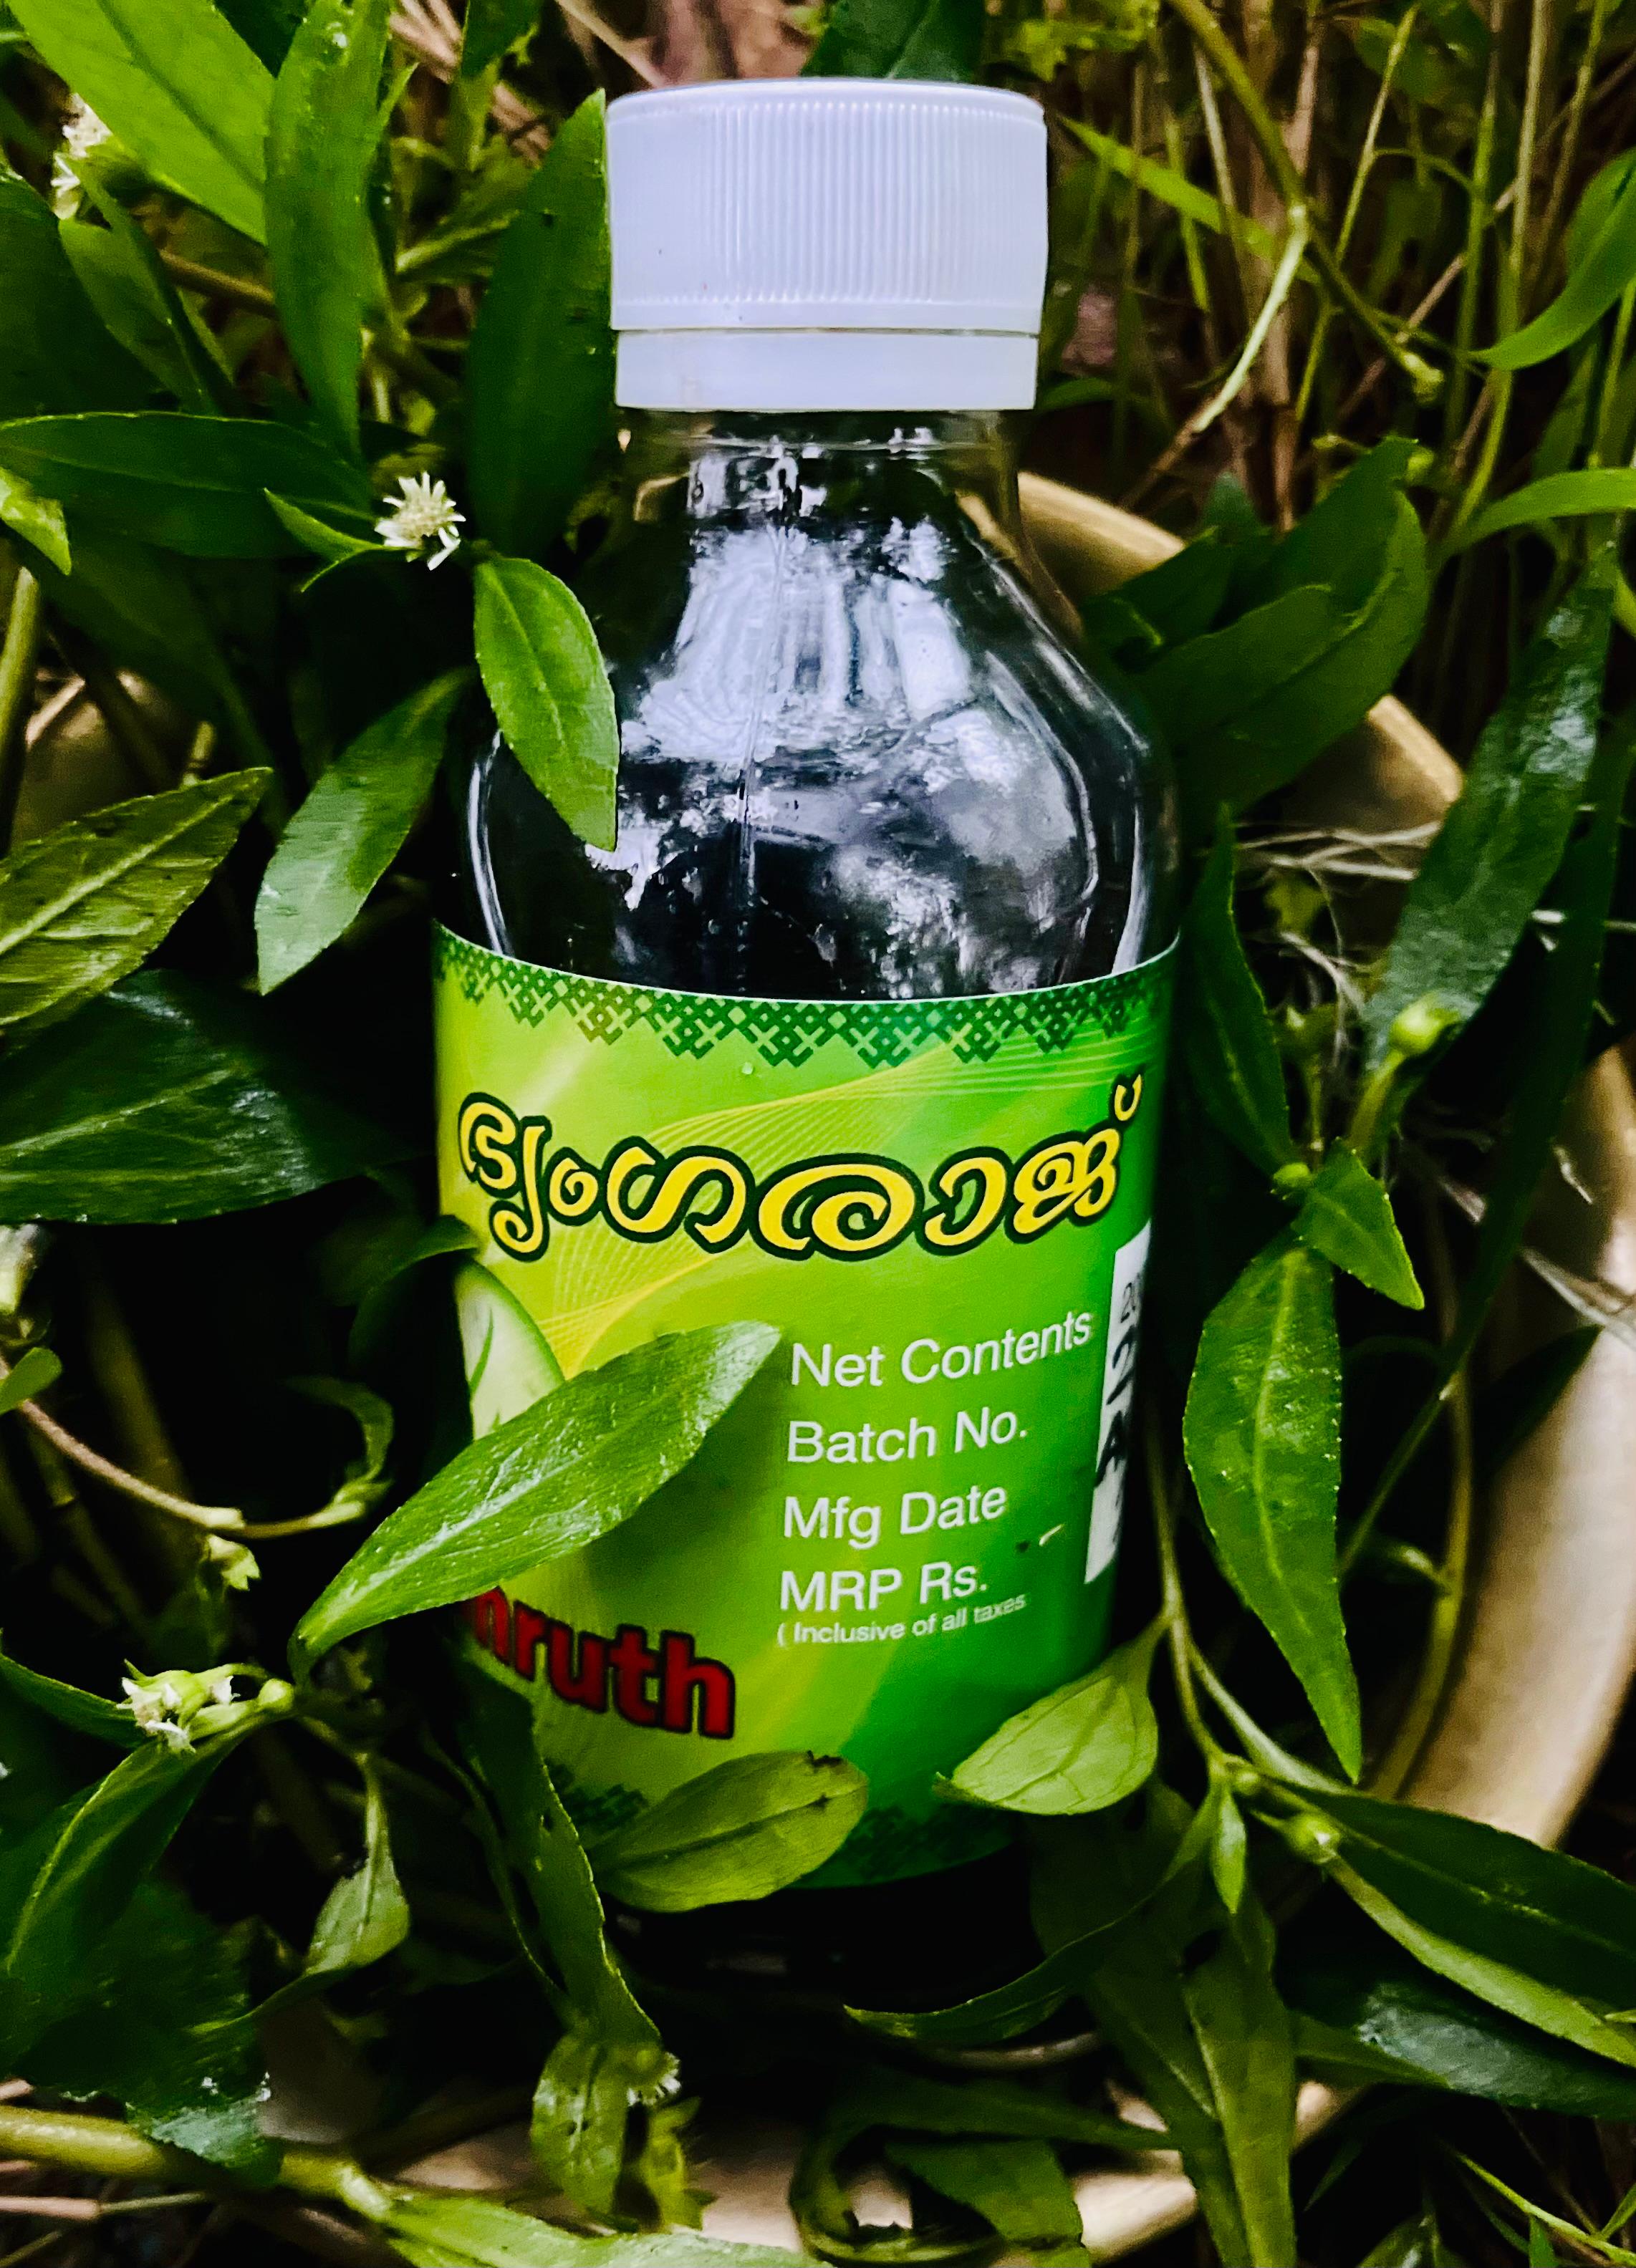 ഭൃംഗരാജ്
Net Contents
Batch No.
Mfg Date
MRP Rs.
( Inclusive of all taxes